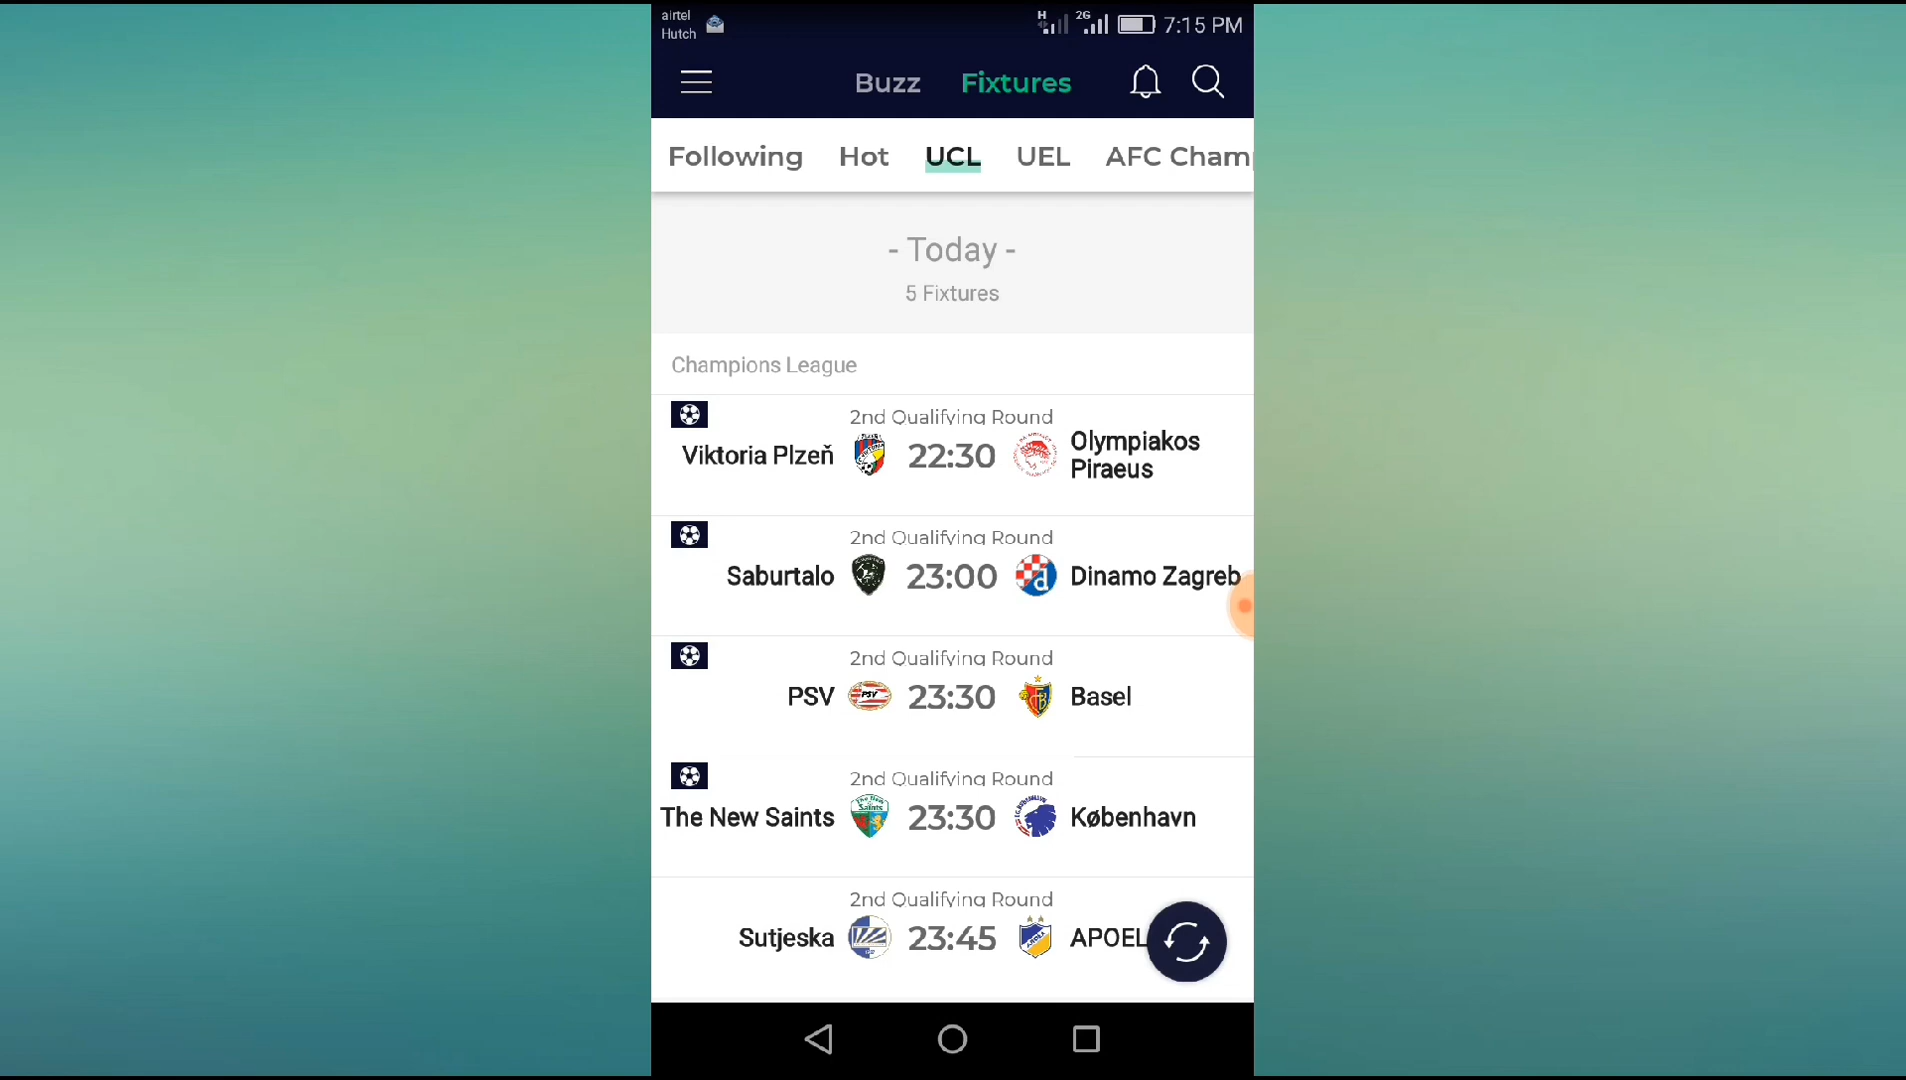 airtel
Hutch
H 2G 7:15 PM
Buzz Fixtures
Following Hot UCL UEL AFC Champ
- Today -
5 Fixtures
Champions League
2nd Qualifying Round
Viktoria Plzeň 22:30 Olympiakos
Piraeus
2nd Qualifying Round
Saburtalo 23:00 Dinamo Zagreb
2nd Qualifying Round
PSV PSV 23:30 Basel
2nd Qualifying Round
The New Saints 23:30 København
2nd Qualifying Round
Sutjeska 23:45 APOEL